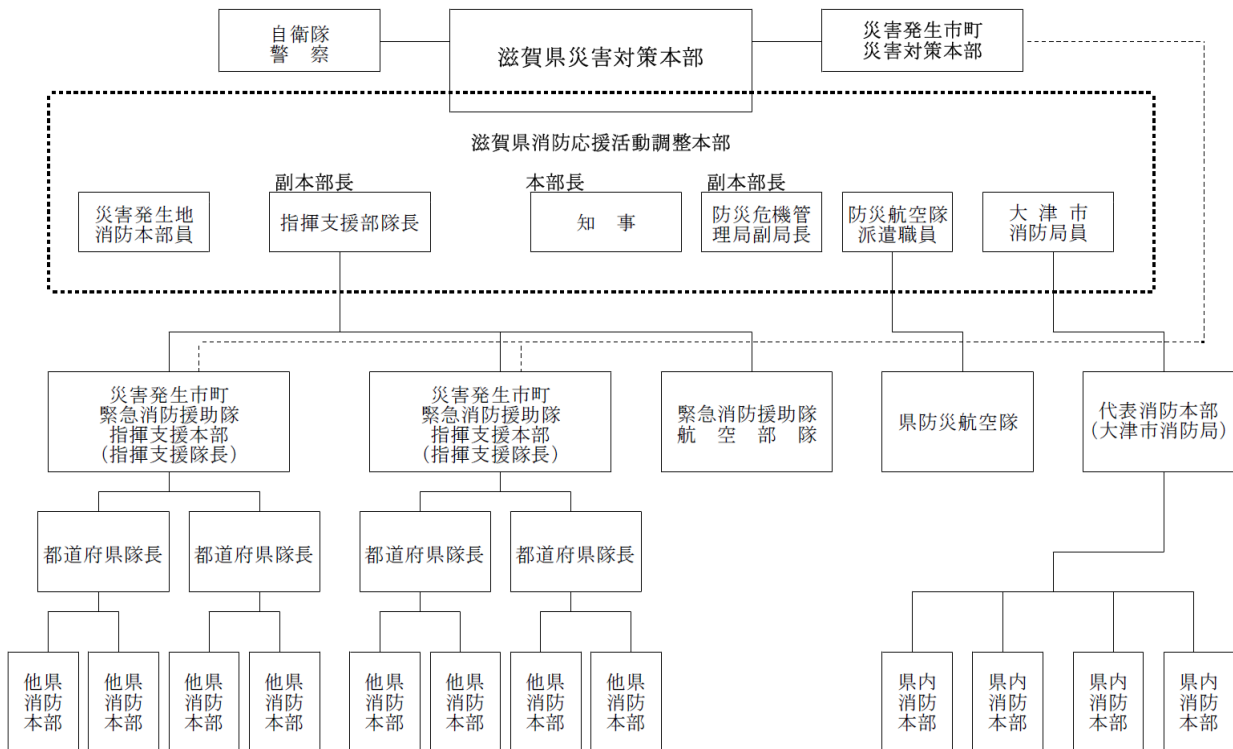 自衛隊
警　察
滋賀県災害対策本部
災害発生市町
災害対策本部
滋賀県消防応援活動調整本部
災害発生地
消防本部員
副本部長
指揮支援部隊長
本部長
知　事
副本部長
防災危機管
理局副局長
防災航空隊
派遣職員
大　津　市
消防局員
災害発生市町
緊急消防援助隊
指揮支援本部
(指揮支援隊長)
災害発生市町
緊急消防援助隊
指揮支援本部
(指揮支援隊長)
緊急消防援助隊
航　空　部　隊
県防災航空隊
代表消防本部
(大津市消防局)
都道府県隊長
都道府県隊長
都道府県隊長
都道府県隊長
他県
消防
本部
他県
消防
本部
他県
消防
本部
他県
消防
本部
他県
消防
本部
他県
消防
本部
他県
消防
本部
他県
消防
本部
県内
消防
本部
県内
消防
本部
県内
消防
本部
県内
消防
本部